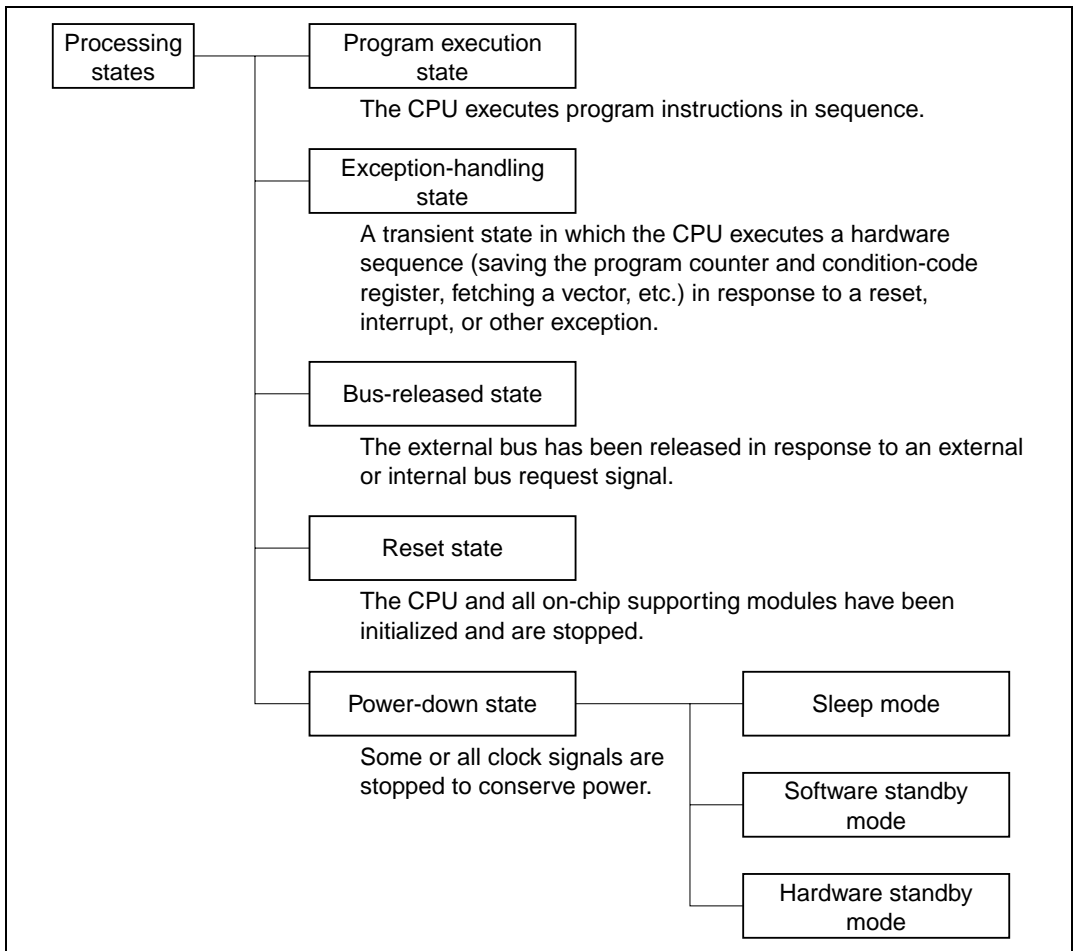 Processing
states
Program execution
state
The CPU executes program instructions in sequence.
Exception-handling
state
A transient state in which the CPU executes a hardware
sequence (saving the program counter and condition-code
register, fetching a vector, etc.) in response to a reset,
interrupt, or other exception.
Bus-released state
The external bus has been released in response to an external
or internal bus request signal.
Reset state
The CPU and all on-chip supporting modules have been
initialized and are stopped.
Power-down state
Some or all clock signals are
stopped to conserve power.
Sleep mode
Software standby
mode
Hardware standby
mode